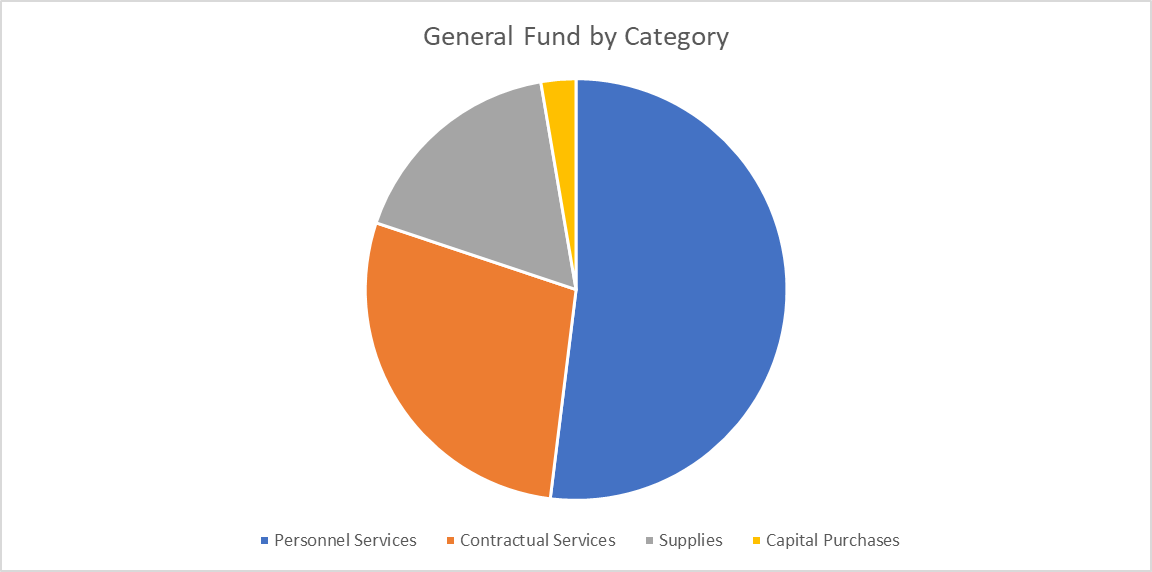 General Fund by Category
Personnel Services Contractual Services Supplies Capital Purchases